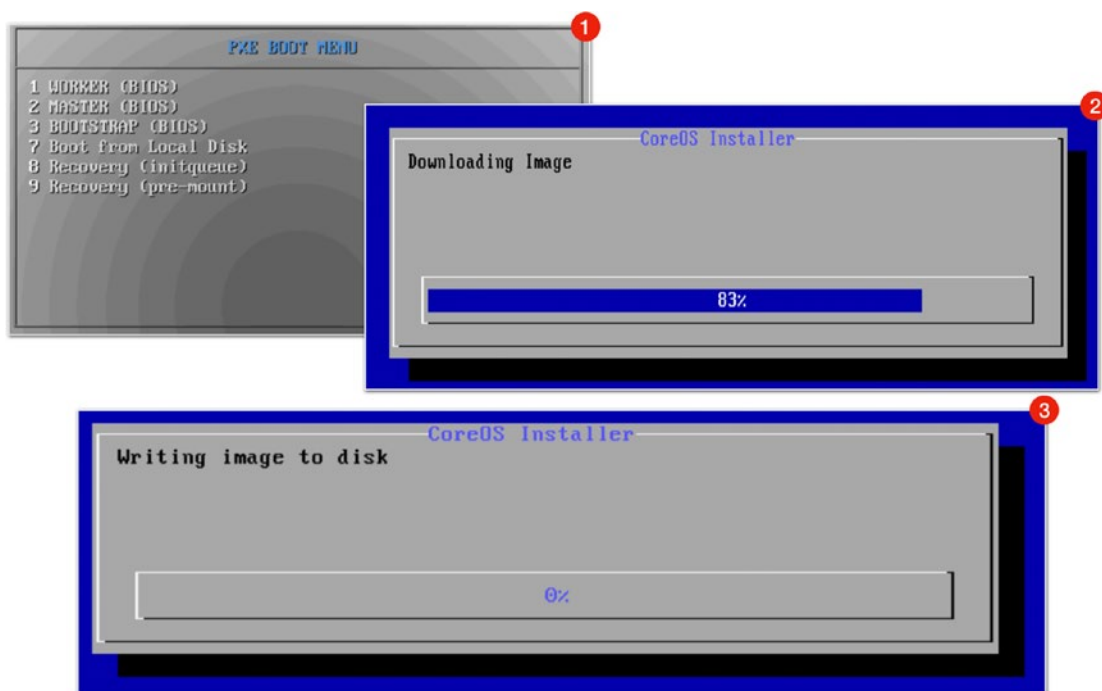 1
PXE BOOT MENU
1 WORKER (BIOS)
2 MASTER (BIOS)
3 BOOTSTRAP (BIOS)
7 Boot from Local Disk
8 Recovery (initqueue)
9 Recovery (pre-mount)
2
CoreOS Installer
Downloading Image
83%
3
CoreOS Installer
Writing image to disk
0%